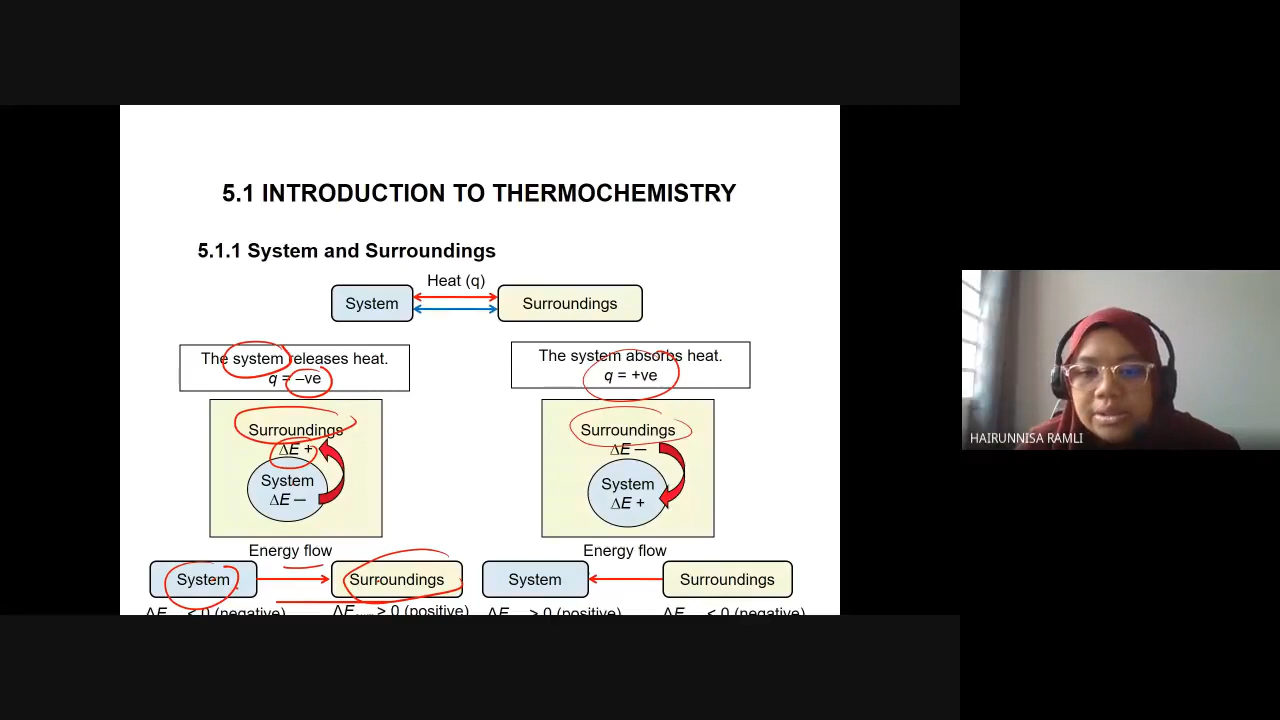 5.1 INTRODUCTION TO THERMOCHEMISTRY
5.1.1 System and Surroundings
Heat (q)
System
Surroundings
The system releases heat.
q = –ve
Surroundings
ΔE +
System
ΔE –
Energy flow
System
Surroundings
ΔE < 0 (negative)
ΔE > 0 (positive)
The system absorbs heat.
q = +ve
Surroundings
ΔE –
System
ΔE +
Energy flow
System
Surroundings
ΔE > 0 (positive)
ΔE < 0 (negative)
HAIRUNNISA RAMLI